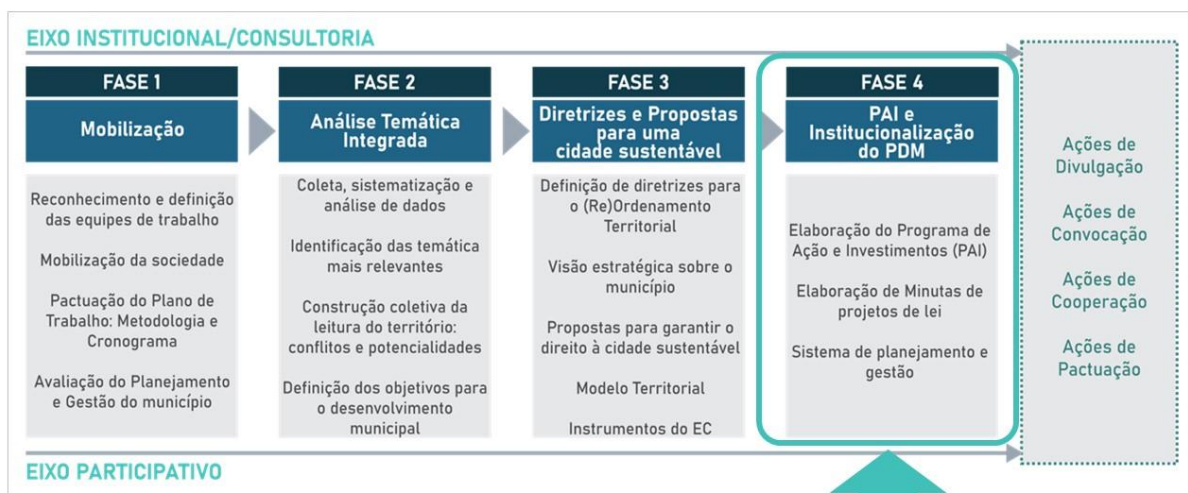 EIXO INSTITUCIONAL/CONSULTORIA
FASE 1
Mobilização
Reconhecimento e definição
das equipes de trabalho
Mobilização da sociedade
Pactuação do Plano de
Trabalho: Metodologia e
Cronograma
Avaliação do Planejamento
e Gestão do município
FASE 2
Análise Temática
Integrada
Coleta, sistematização e
análise de dados
Identificação das temática
mais relevantes
Construção coletiva da
leitura do território:
conflitos e potencialidades
Definição dos objetivos para
o desenvolvimento
municipal
FASE 3
Diretrizes e Propostas
para uma
cidade sustentável
Definição de diretrizes para
o (Re)Ordenamento
Territorial
Visão estratégica sobre o
município
Propostas para garantir o
direito à cidade sustentável
Modelo Territorial
Instrumentos do EC
FASE 4
PAI e
Institucionalização
do PDM
Elaboração do Programa de
Ação e Investimentos (PAI)
Elaboração de Minutas de
projetos de lei
Sistema de planejamento e
gestão
Ações de
Divulgação
Ações de
Convocação
Ações de
Cooperação
Ações de
Pactuação
EIXO PARTICIPATIVO